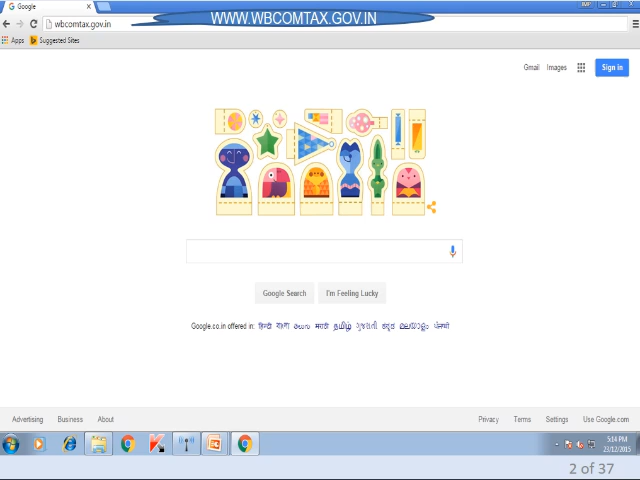 Google
WWW.WBCOMTAX.GOV.IN
wbcomtax.gov.in
Apps Suggested Sites
Gmail Images Sign in
Google Search I'm Feeling Lucky
Google.co.in offered in: हिन्दी বাংলা తెలుగు मराठी தமிழ் ગુજરાતી ಕನ್ನಡ മലയാളം ਪੰਜਾਬੀ
Advertising Business About Privacy Terms Settings Use Google.com
5:14 PM
23/12/2015
2 of 37